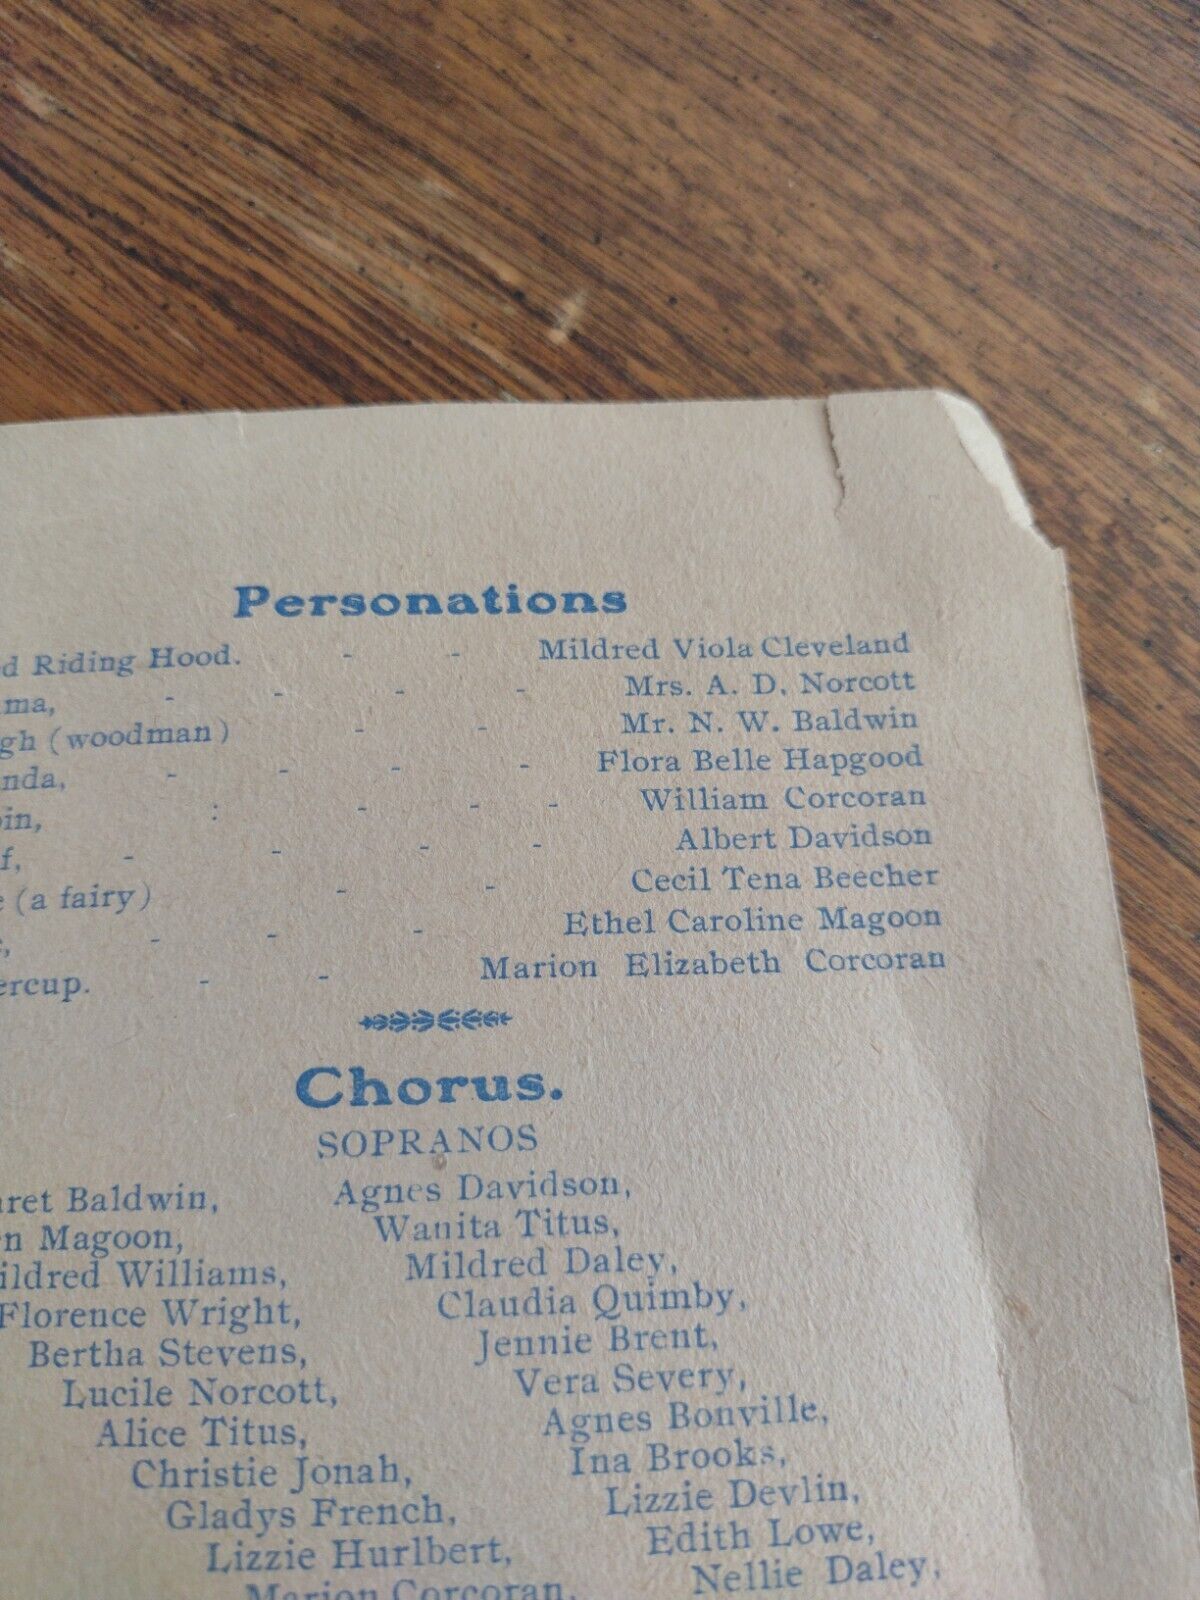 Personations
d Riding Hood. - - Mildred Viola Cleveland
ma, - - - - Mrs. A. D. Norcott
gh (woodman) - - Mr. N. W. Baldwin
nda, - - - - Flora Belle Hapgood
in, : - - - William Corcoran
f, - - - - Albert Davidson
e (a fairy) - - Cecil Tena Beecher
, - - - Ethel Caroline Magoon
ercup. - - Marion Elizabeth Corcoran
Chorus.
SOPRANOS
aret Baldwin, Agnes Davidson,
n Magoon, Wanita Titus,
ildred Williams, Mildred Daley,
Florence Wright, Claudia Quimby,
Bertha Stevens, Jennie Brent,
Lucile Norcott, Vera Severy,
Alice Titus, Agnes Bonville,
Christie Jonah, Ina Brooks,
Gladys French, Lizzie Devlin,
Lizzie Hurlbert, Edith Lowe,
Marion Corcoran, Nellie Daley,